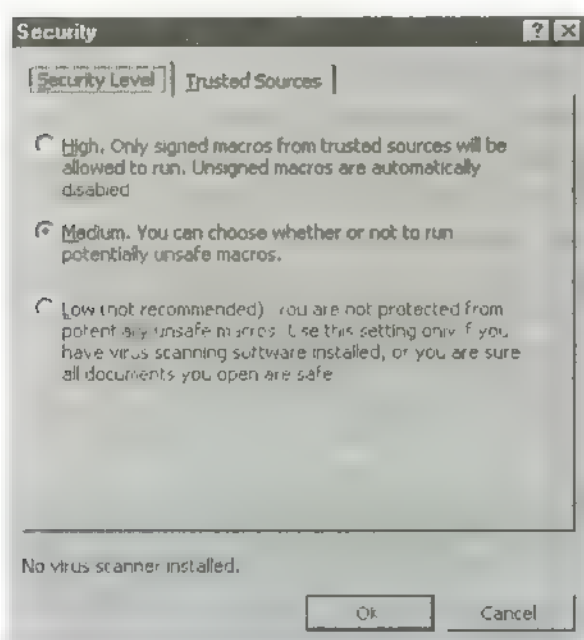 Security
Security Level
Trusted Sources
High. Only signed macros from trusted sources will be
allowed to run. Unsigned macros are automatically
disabled
Medium. You can choose whether or not to run
potentially unsafe macros.
Low (not recommended) You are not protected from
potentially unsafe macros. Use this setting only if you
have virus scanning software installed, or you are sure
all documents you open are safe
No virus scanner installed.
Ok
Cancel